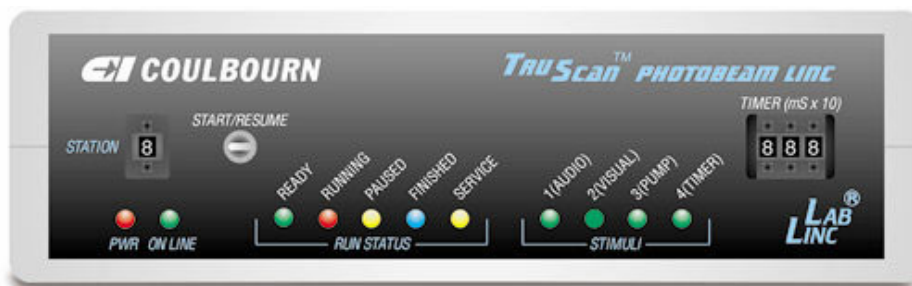 COULBOURN
TRUSCAN™ PHOTOBEAM LINC
TIMER (mS x 10)
START/RESUME
STATION 8
888
READY RUNNING PAUSED FINISHED SERVICE
1(AUDIO) 2(VISUAL) 3(PUMP) 4(TIMER)
PWR ON LINE
RUN STATUS
STIMULI
LAB
LINC®